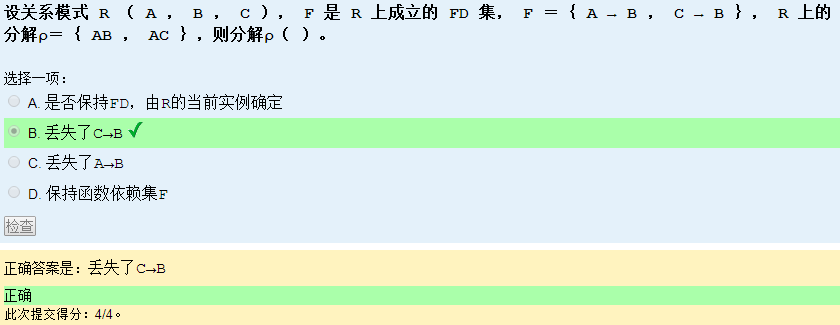 设关系模式 R ( A , B , C ), F 是 R 上成立的 FD 集, F ={ A → B , C → B }, R 上的
分解ρ={ AB , AC },则分解ρ( )。
选择一项:
A. 是否保持FD,由R的当前实例确定
B. 丢失了C→B ✓
C. 丢失了A→B
D. 保持函数依赖集F
检查
正确答案是:丢失了C→B
正确
此次提交得分:4/4。